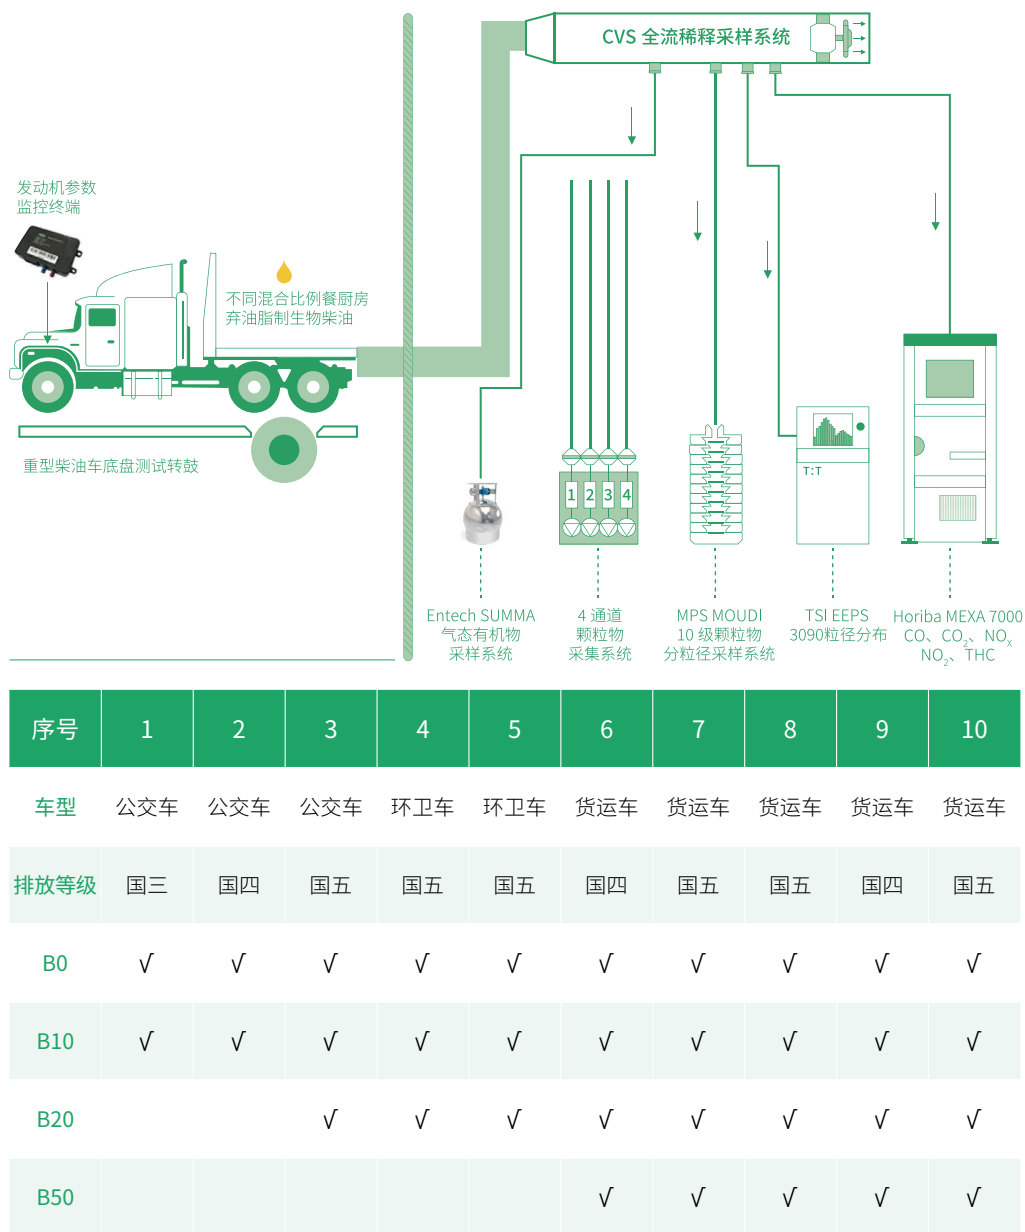 CVS 全流稀释采样系统
发动机参数
监控终端
不同混合比例餐厨房
弃油脂制生物柴油
重型柴油车底盘测试转鼓
1 2 3 4
T:T
Entech SUMMA
气态有机物
采样系统
4 通道
颗粒物
采集系统
MPS MOUDI
10 级颗粒物
分粒径采样系统
TSI EEPS
3090粒径分布
Horiba MEXA 7000
CO、CO₂、NOₓ
NO₂、THC
序号 1 2 3 4 5 6 7 8 9 10
车型 公交车 公交车 公交车 环卫车 环卫车 货运车 货运车 货运车 货运车 货运车
排放等级 国三 国四 国五 国五 国五 国四 国五 国五 国四 国五
B0 √ √ √ √ √ √ √ √ √ √
B10 √ √ √ √ √ √ √ √ √ √
B20 √ √ √ √ √ √ √ √
B50 √ √ √ √ √